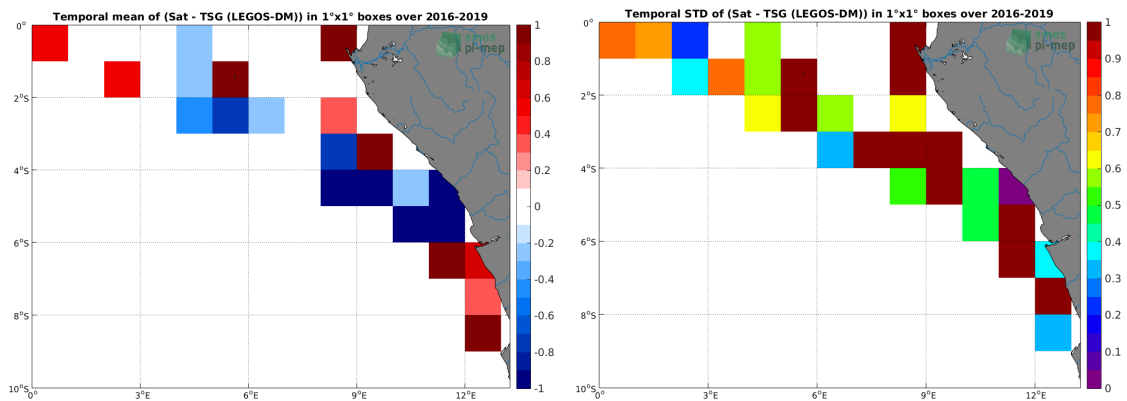 Temporal mean of (Sat - TSG (LEGOS-DM)) in 1°x1° boxes over 2016-2019
0°
2°S
4°S
6°S
8°S
10°S
0°
3°E
6°E
9°E
12°E
1
0.8
0.6
0.4
0.2
0
-0.2
-0.4
-0.6
-0.8
-1
smos
pi-mep
Temporal STD of (Sat - TSG (LEGOS-DM)) in 1°x1° boxes over 2016-2019
0°
2°S
4°S
6°S
8°S
10°S
0°
3°E
6°E
9°E
12°E
1
0.9
0.8
0.7
0.6
0.5
0.4
0.3
0.2
0.1
0
smos
pi-mep